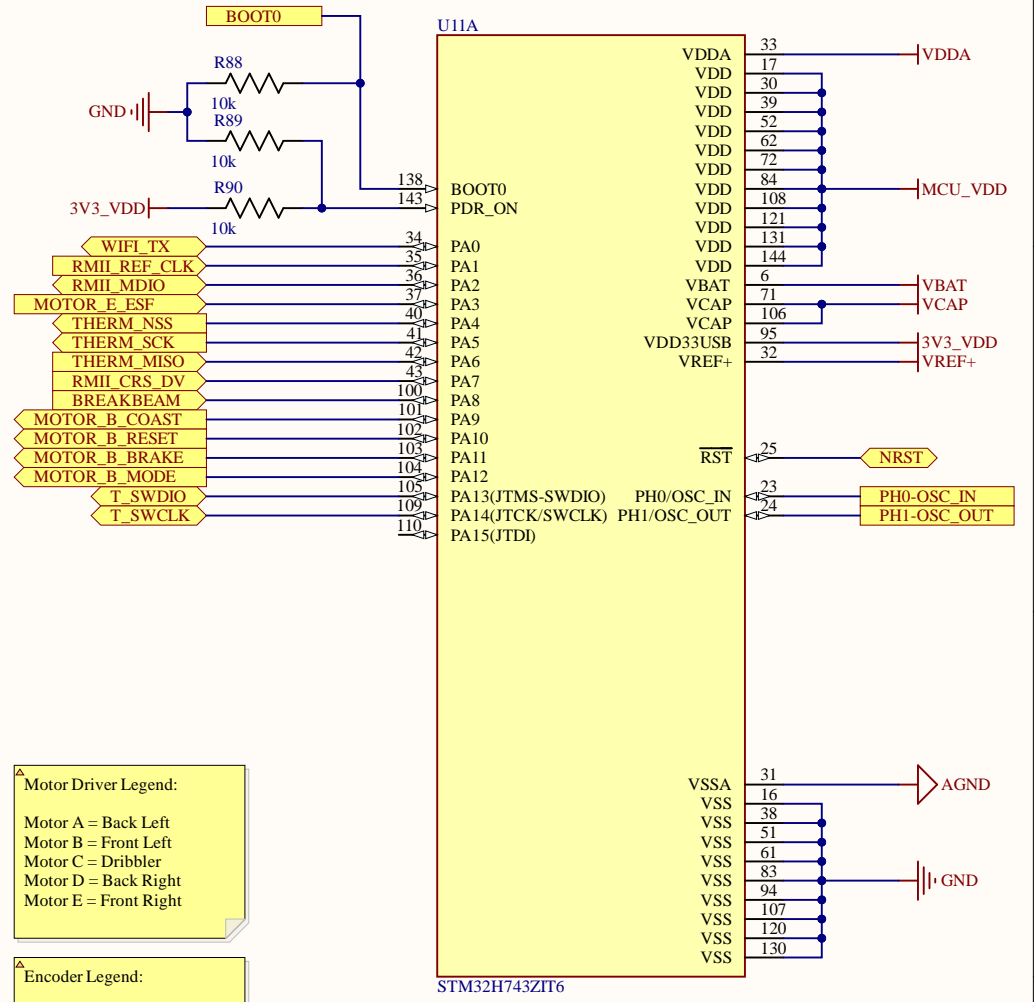 BOOT0
U11A
R88
10k
GND
R89
10k
R90
10k
3V3_VDD
138 BOOT0
143 PDR_ON
WIFI_TX 34 PA0
RMII_REF_CLK 35 PA1
RMII_MDIO 36 PA2
MOTOR_E_ESF 37 PA3
THERM_NSS 40 PA4
THERM_SCK 41 PA5
THERM_MISO 42 PA6
RMII_CRS_DV 43 PA7
BREAKBEAM 100 PA8
MOTOR_B_COAST 101 PA9
MOTOR_B_RESET 102 PA10
MOTOR_B_BRAKE 103 PA11
MOTOR_B_MODE 104 PA12
T_SWDIO 105 PA13(JTMS-SWDIO)
T_SWCLK 109 PA14(JTCK/SWCLK)
110 PA15(JTDI)
VDDA 33 VDDA
VDD 17
VDD 30
VDD 39
VDD 52
VDD 62
VDD 72
VDD 84 MCU_VDD
VDD 108
VDD 121
VDD 131
VDD 144
VBAT 6 VBAT
VCAP 71 VCAP
VCAP 106
VDD33USB 95 3V3_VDD
VREF+ 32 VREF+
RST 25 NRST
PH0/OSC_IN 23 PH0-OSC_IN
PH1/OSC_OUT 24 PH1-OSC_OUT
VSSA 31 AGND
VSS 16
VSS 38
VSS 51
VSS 61
VSS 83 GND
VSS 94
VSS 107
VSS 120
VSS 130
STM32H743ZIT6
Motor Driver Legend:
Motor A = Back Left
Motor B = Front Left
Motor C = Dribbler
Motor D = Back Right
Motor E = Front Right
Encoder Legend: